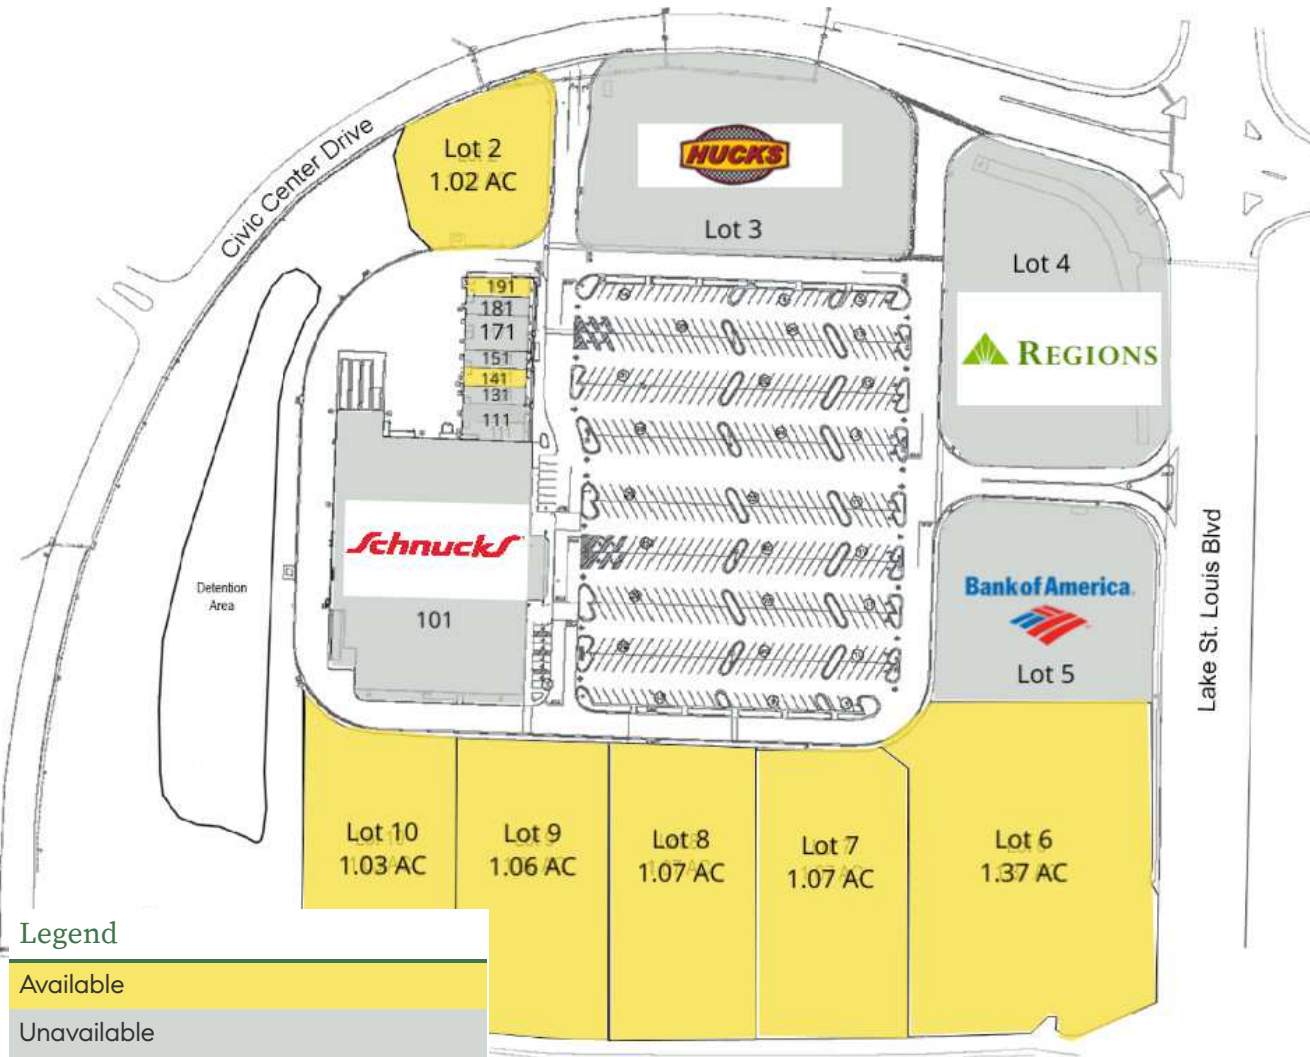 Civic Center Drive
Lot 2
1.02 AC
HUCKS
Lot 3
Lot 4
REGIONS
191
181
171
151
141
131
111
Schnucks
101
Detention
Area
Bank of America
Lot 5
Lake St. Louis Blvd
Lot 10
1.03 AC
Lot 9
1.06 AC
Lot 8
1.07 AC
Lot 7
1.07 AC
Lot 6
1.37 AC
Legend
Available
Unavailable